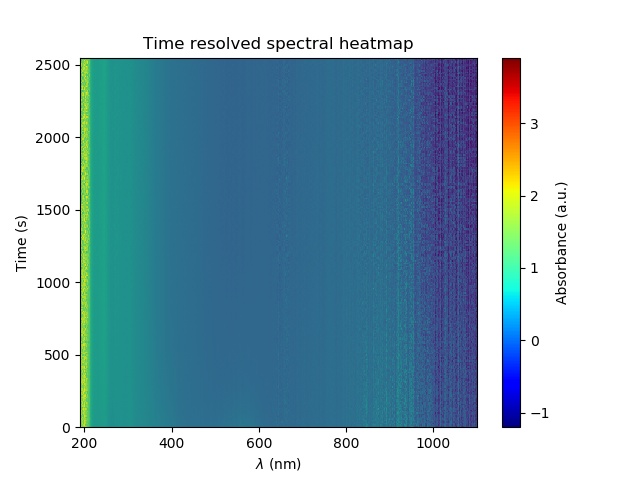 Time resolved spectral heatmap
2500
2000
1500
1000
500
0
Time (s)
200 400 600 800 1000
λ (nm)
3
2
1
0
−1
Absorbance (a.u.)